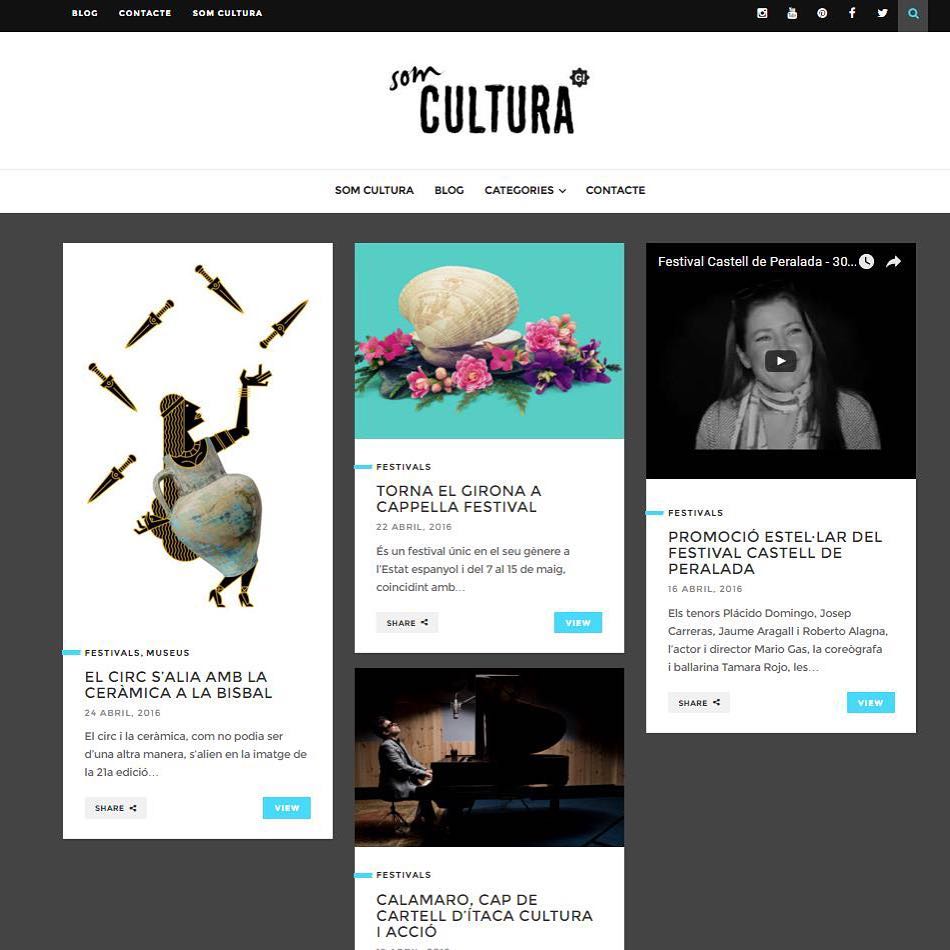 BLOG CONTACTE SOM CULTURA
som G!
CULTURA
SOM CULTURA BLOG CATEGORIES CONTACTE
FESTIVALS, MUSEUS
EL CIRC S'ALIA AMB LA
CERÀMICA A LA BISBAL
24 ABRIL, 2016
El circ i la ceràmica, com no podia ser
d'una altra manera, s'alien en la imatge de
la 21a edició...
SHARE VIEW
FESTIVALS
TORNA EL GIRONA A
CAPPELLA FESTIVAL
22 ABRIL, 2016
És un festival únic en el seu gènere a
l'Estat espanyol i del 7 al 15 de maig,
coincidint amb...
SHARE VIEW
FESTIVALS
CALAMARO, CAP DE
CARTELL D'ÍTACA CULTURA
I ACCIÓ
Festival Castell de Peralada - 30...
FESTIVALS
PROMOCIÓ ESTEL·LAR DEL
FESTIVAL CASTELL DE
PERALADA
16 ABRIL, 2016
Els tenors Plácido Domingo, Josep
Carreras, Jaume Aragall i Roberto Alagna,
l'actor i director Mario Gas, la coreògrafa
i ballarina Tamara Rojo, les...
SHARE VIEW